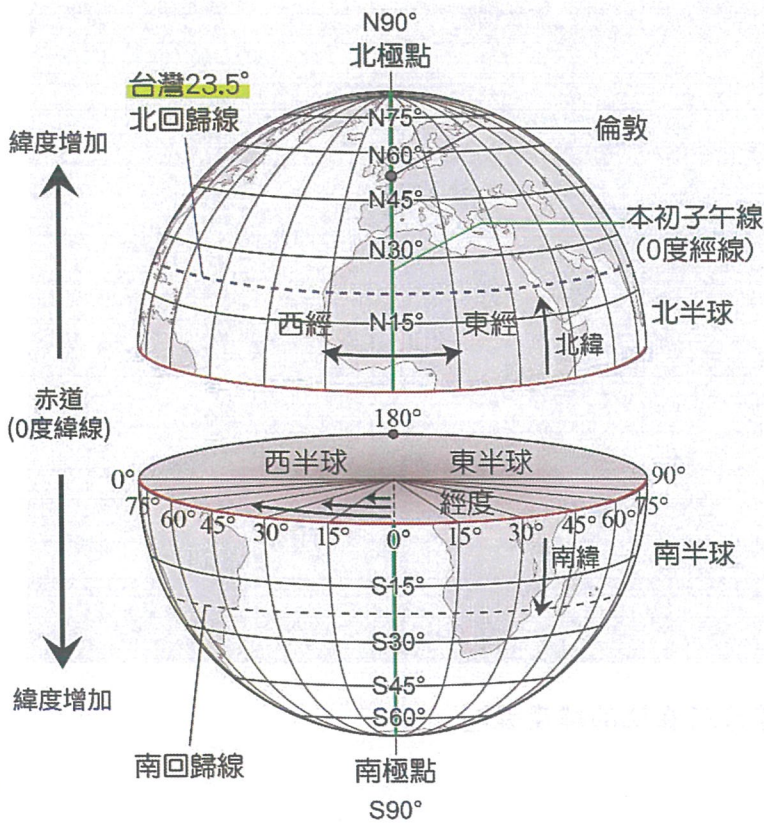 N90°
北極點
台灣23.5°
北回歸線
N75°
倫敦
緯度增加
N60°
N45°
本初子午線
(0度經線)
N30°
西經
N15°
東經
北緯
北半球
赤道
(0度緯線)
180°
西半球
東半球
0°
90°
經度
75°
60°
45°
30°
15°
0°
15°
30°
45°
60°
75°
南緯
南半球
S15°
S30°
S45°
S60°
緯度增加
南回歸線
南極點
S90°